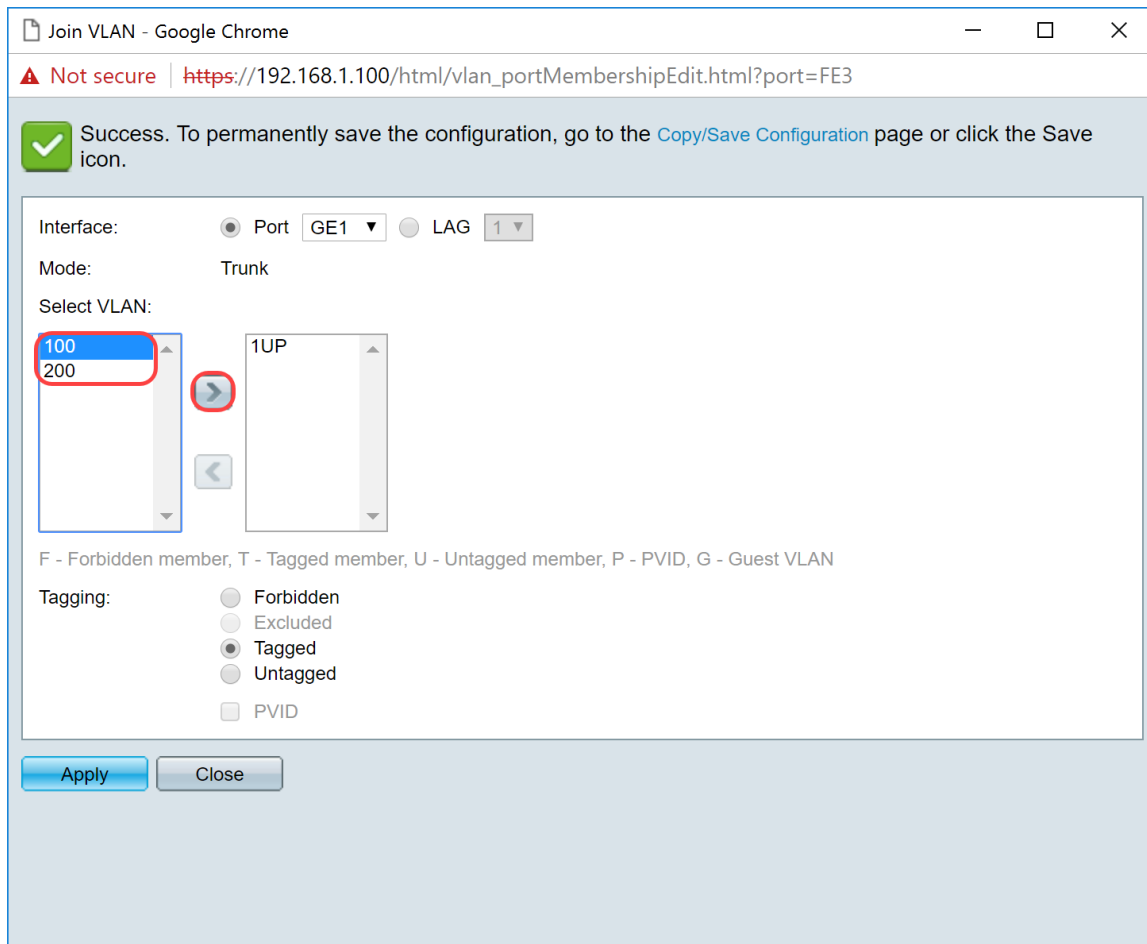 Join VLAN - Google Chrome
Not secure https://192.168.1.100/html/vlan_portMembershipEdit.html?port=FE3
Success. To permanently save the configuration, go to the Copy/Save Configuration page or click the Save
icon.
Interface: Port GE1 LAG 1
Mode: Trunk
Select VLAN:
100 1UP
200
F - Forbidden member, T - Tagged member, U - Untagged member, P - PVID, G - Guest VLAN
Tagging: Forbidden
Excluded
Tagged
Untagged
PVID
Apply Close